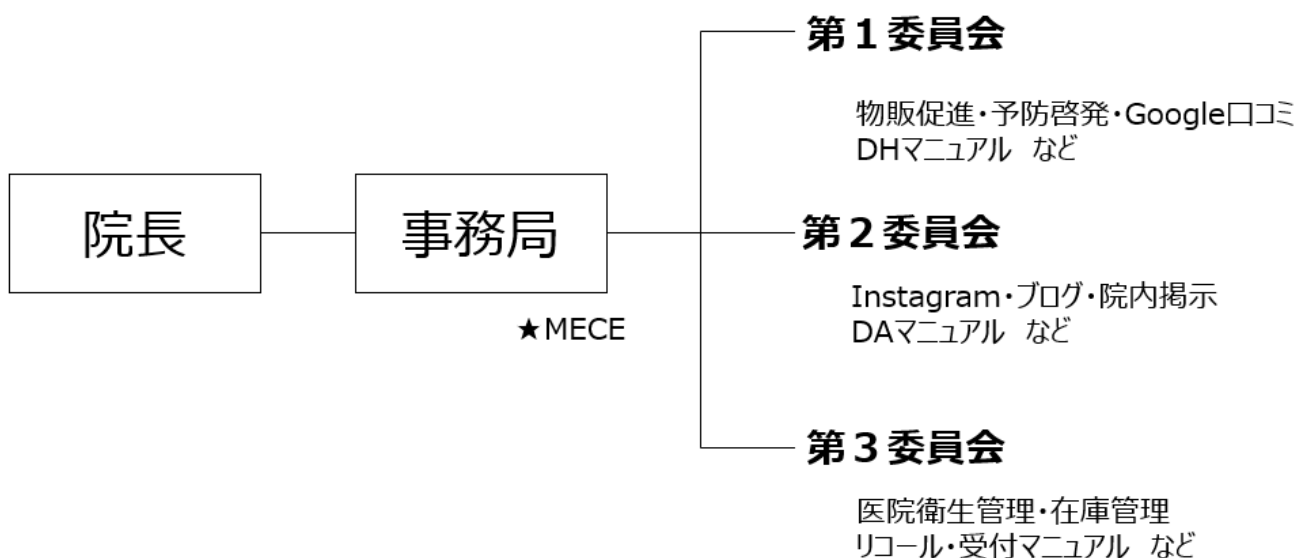 第１委員会
物販促進・予防啓発・Google口コミ
DHマニュアル など
院長
事務局
★MECE
第２委員会
Instagram・ブログ・院内掲示
DAマニュアル など
第３委員会
医院衛生管理・在庫管理
リコール・受付マニュアル など